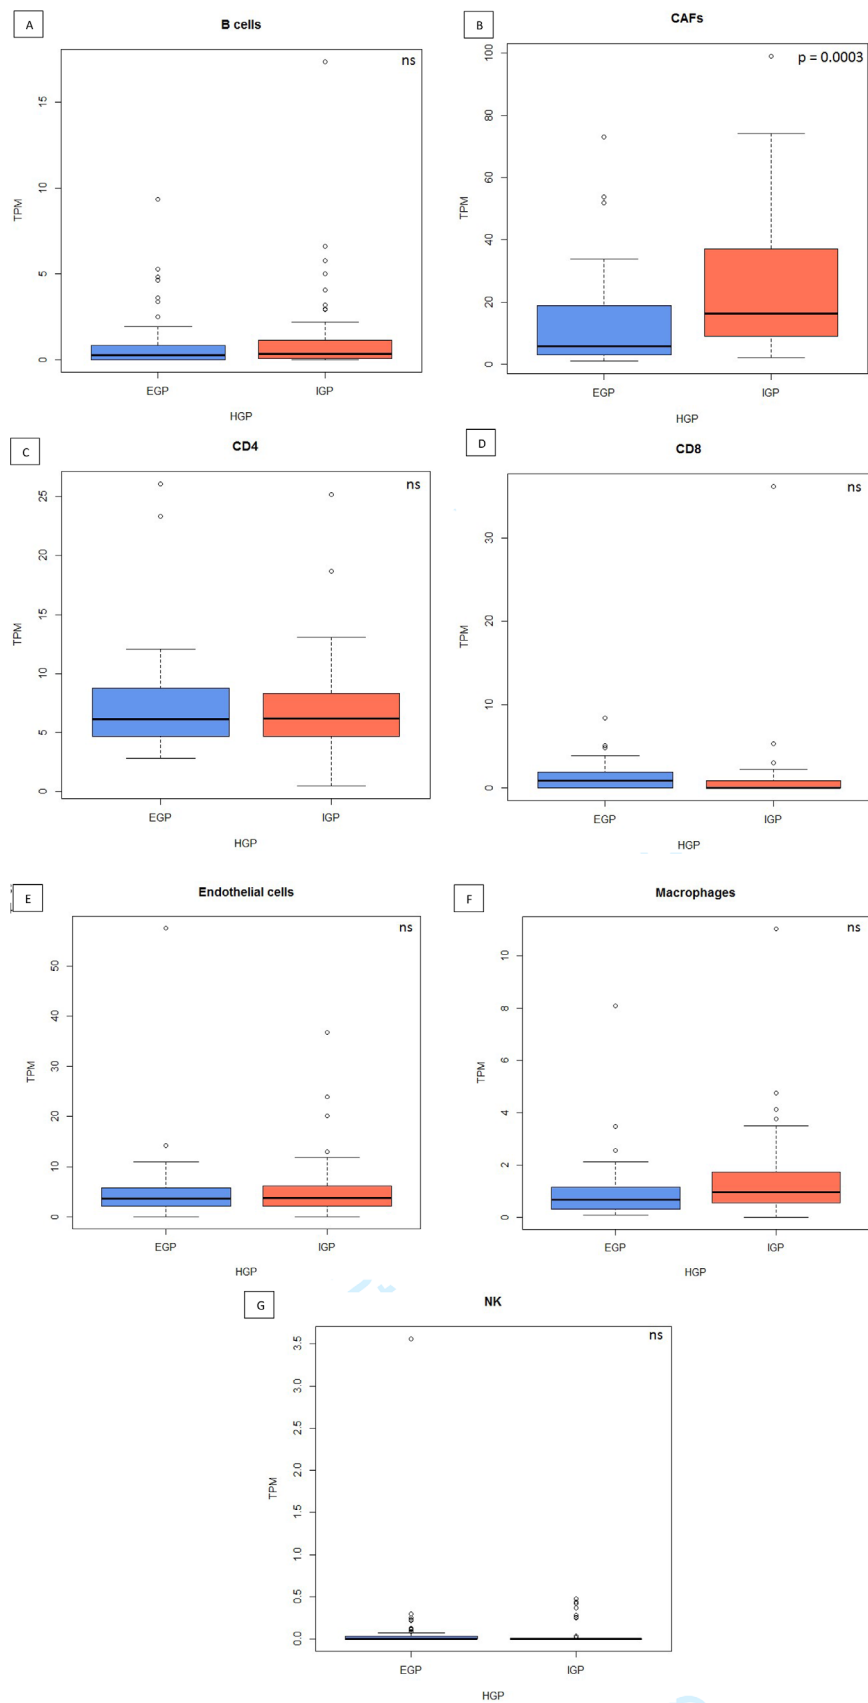 A
B cells
ns
TPM
15
10
5
0
EGP
IGP
HGP
B
CAFs
p = 0.0003
TPM
100
80
60
40
20
0
EGP
IGP
HGP
C
CD4
ns
TPM
25
20
15
10
5
0
EGP
IGP
HGP
D
CD8
ns
TPM
30
20
10
0
EGP
IGP
HGP
E
Endothelial cells
ns
TPM
50
40
30
20
10
0
EGP
IGP
HGP
F
Macrophages
ns
TPM
10
8
6
4
2
0
EGP
IGP
HGP
G
NK
ns
TPM
3.5
3.0
2.5
2.0
1.5
1.0
0.5
0.0
EGP
IGP
HGP